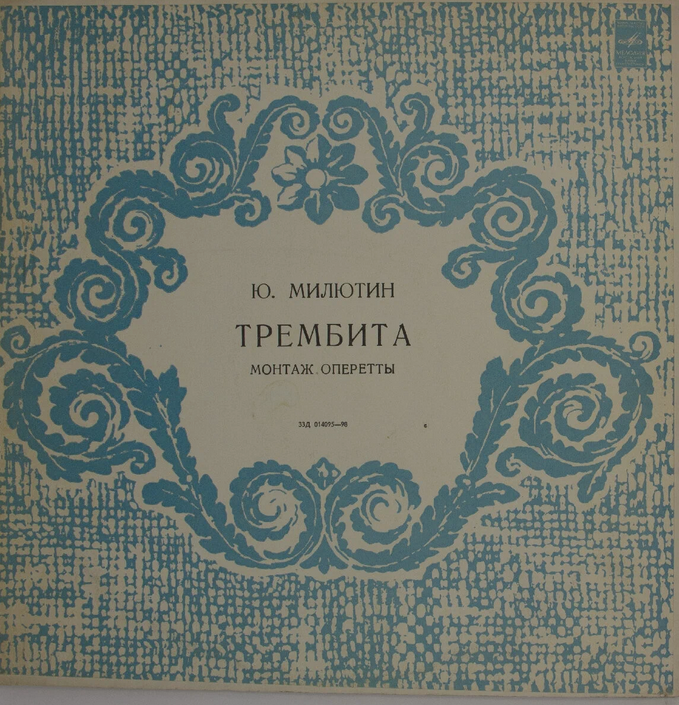 Ю. МИЛЮТИН
ТРЕМБИТА
МОНТАЖ ОПЕРЕТТЫ
33Д 014095—98